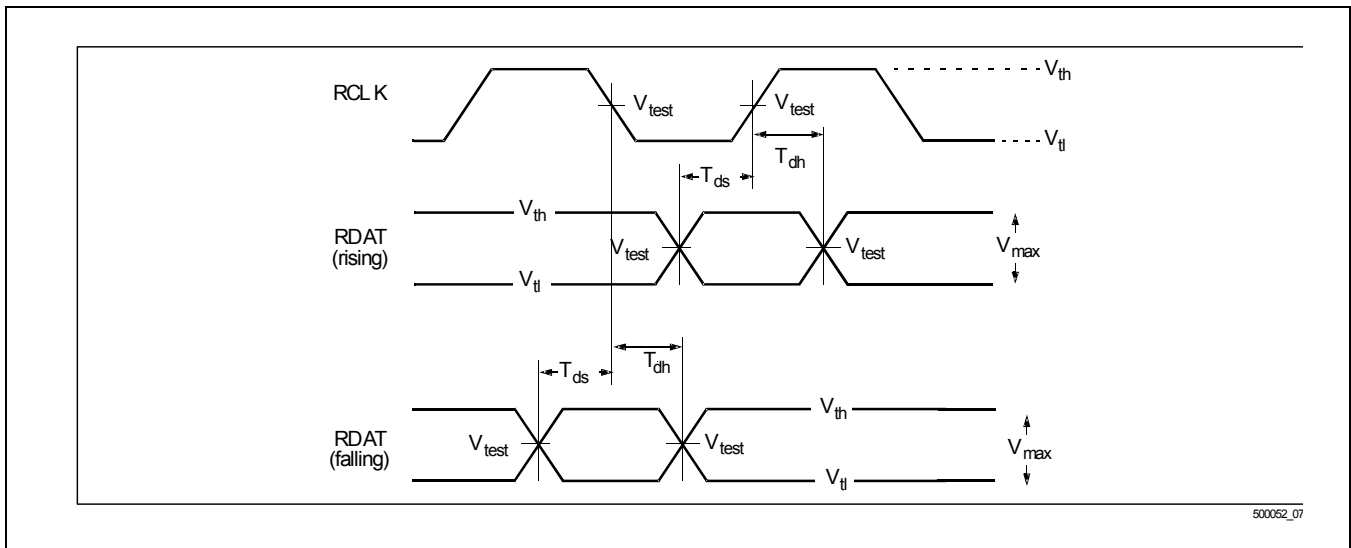 RCLK
V_th
V_test
V_test
V_tl
T_dh
T_ds
V_th
RDAT
(rising)
V_test
V_test
V_max
V_tl
T_dh
T_ds
V_th
RDAT
(falling)
V_test
V_test
V_max
V_tl
500052_07